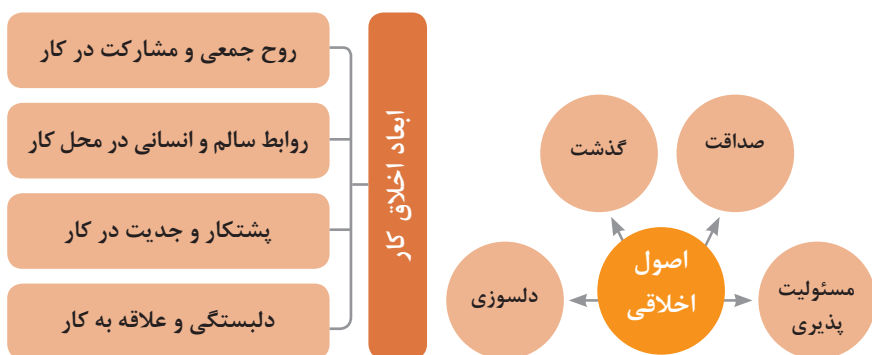 صداقت
گذشت
اصول
اخلاقی
مسئولیت
پذیری
دلسوزی
ابعاد اخلاق کار
روح جمعی و مشارکت در کار
روابط سالم و انسانی در محل کار
پشتکار و جدیت در کار
دلبستگی و علاقه به کار